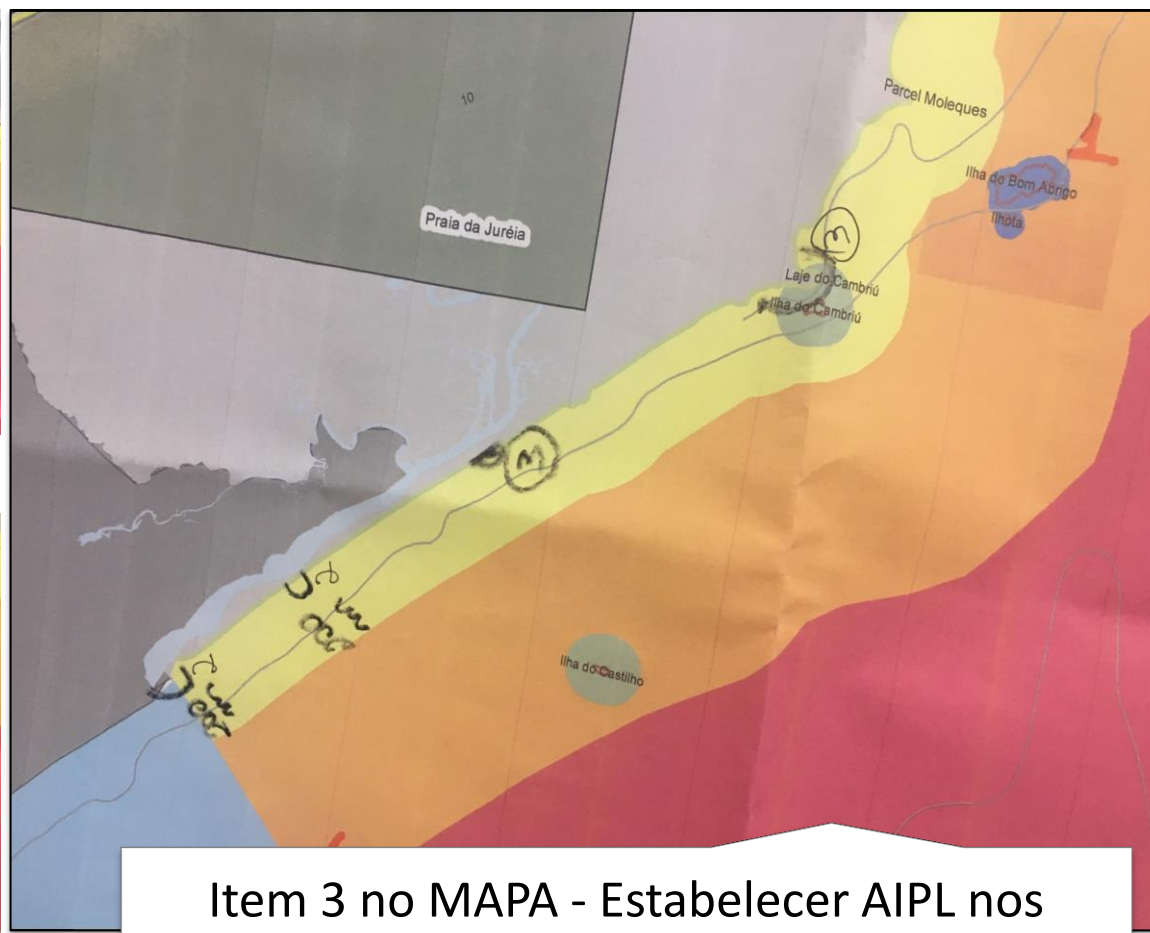 10
Parcel Moleques
Ilha do Bom Abrigo
Ilhota
Praia da Juréia
3
Laje do Cambriú
Ilha do Cambriú
3
Ilha do Castilho
Item 3 no MAPA - Estabelecer AIPL nos